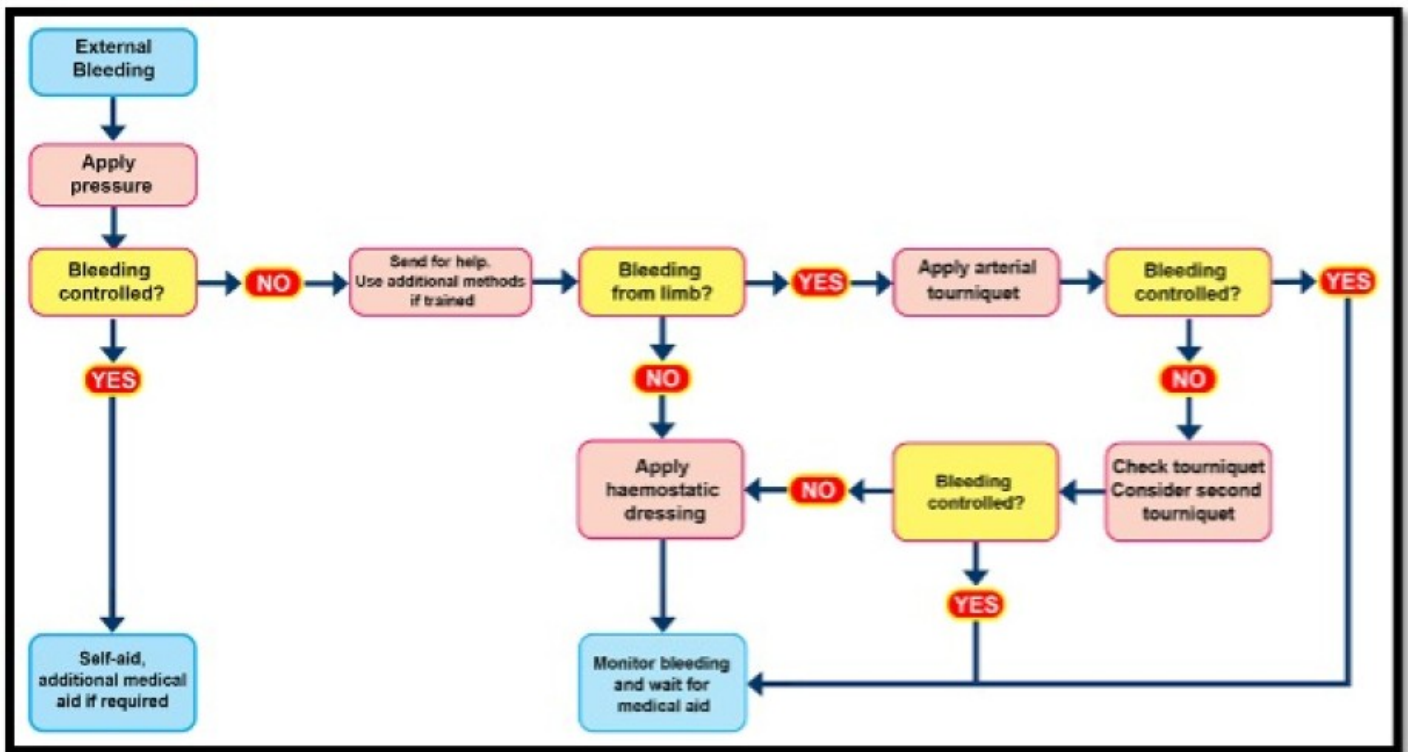 External
Bleeding
Apply
pressure
Bleeding
controlled?
NO
Send for help.
Use additional methods
if trained
Bleeding
from limb?
YES
Apply arterial
tourniquet
Bleeding
controlled?
YES
YES
NO
NO
Apply
haemostatic
dressing
NO
Bleeding
controlled?
Check tourniquet
Consider second
tourniquet
YES
Self-aid,
additional medical
aid if required
Monitor bleeding
and wait for
medical aid